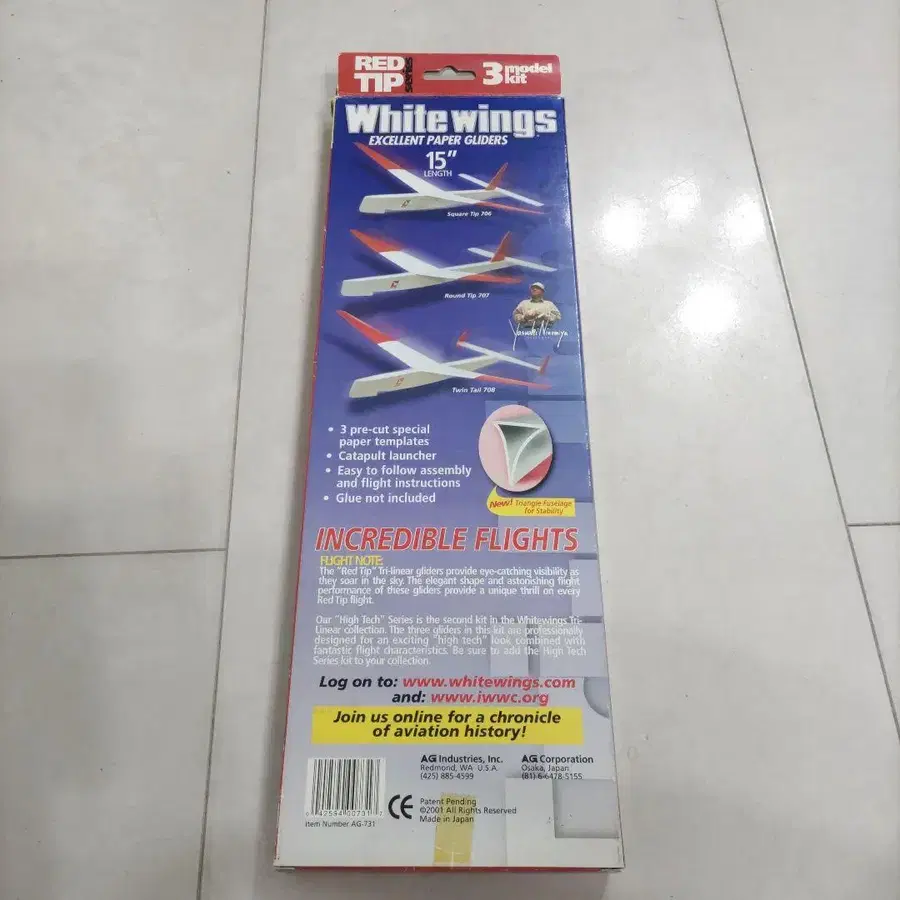 RED TIP series
3 model kit
Whitewings
EXCELLENT PAPER GLIDERS
15"
LENGTH
Square Tip 706
Round Tip 707
Twin Tail 708
• 3 pre-cut special
paper templates
• Catapult launcher
• Easy to follow assembly
and flight instructions
• Glue not included
New! Triangle Fuselage
for Stability
INCREDIBLE FLIGHTS
FLIGHT NOTE:
The "Red Tip" Tri-linear gliders provide eye-catching visibility as
they soar in the sky. The elegant shape and astonishing flight
performance of these gliders provide a unique thrill on every
Red Tip flight.
Our "High Tech" Series is the second kit in the Whitewings Tri-
Linear collection. The three gliders in this kit are professionally
designed for an exciting "high tech" look combined with
fantastic flight characteristics. Be sure to add the High Tech
Series kit to your collection.
Log on to: www.whitewings.com
and: www.iwwc.org
Join us online for a chronicle
of aviation history!
AG Industries, Inc.
Redmond, WA U.S.A.
(425) 885-4599
AG Corporation
Osaka, Japan
(81) 6-6478-5155
CE
Patent Pending
©2001 All Rights Reserved
Made in Japan
Item Number AG-731